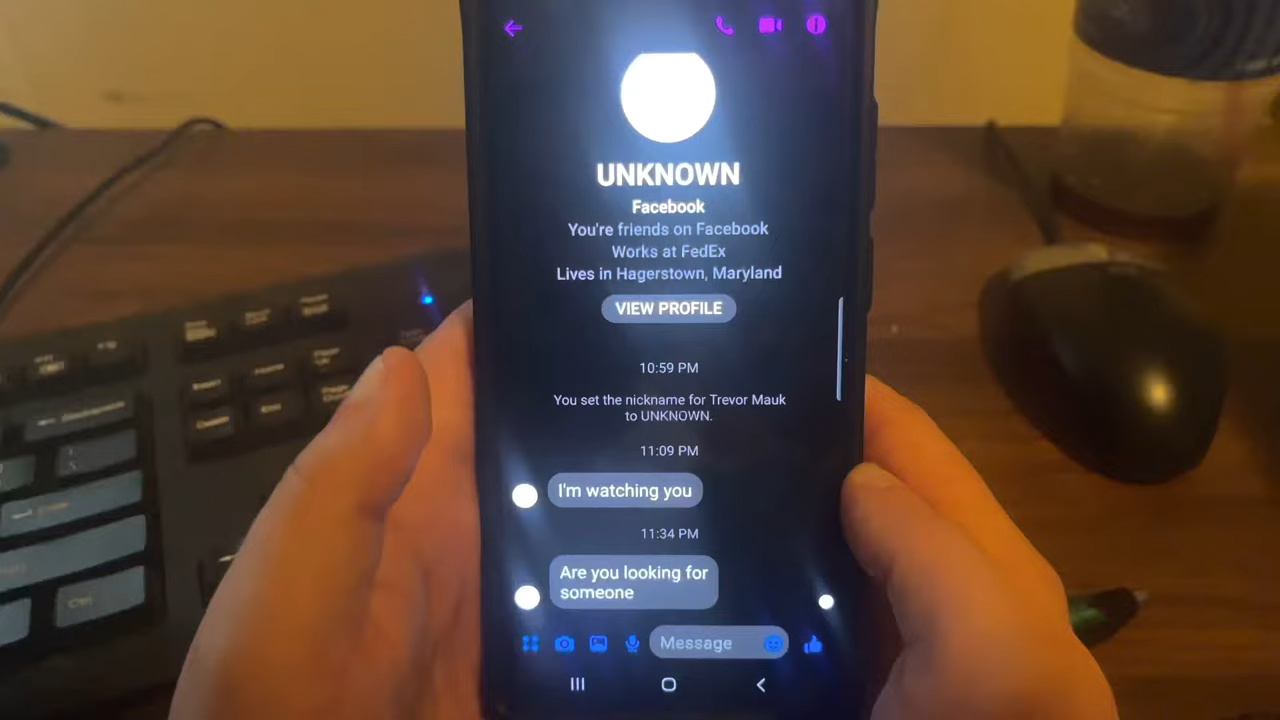 UNKNOWN
Facebook
You're friends on Facebook
Works at FedEx
Lives in Hagerstown, Maryland
VIEW PROFILE
10:59 PM
You set the nickname for Trevor Mauk
to UNKNOWN.
11:09 PM
I'm watching you
11:34 PM
Are you looking for
someone
Message